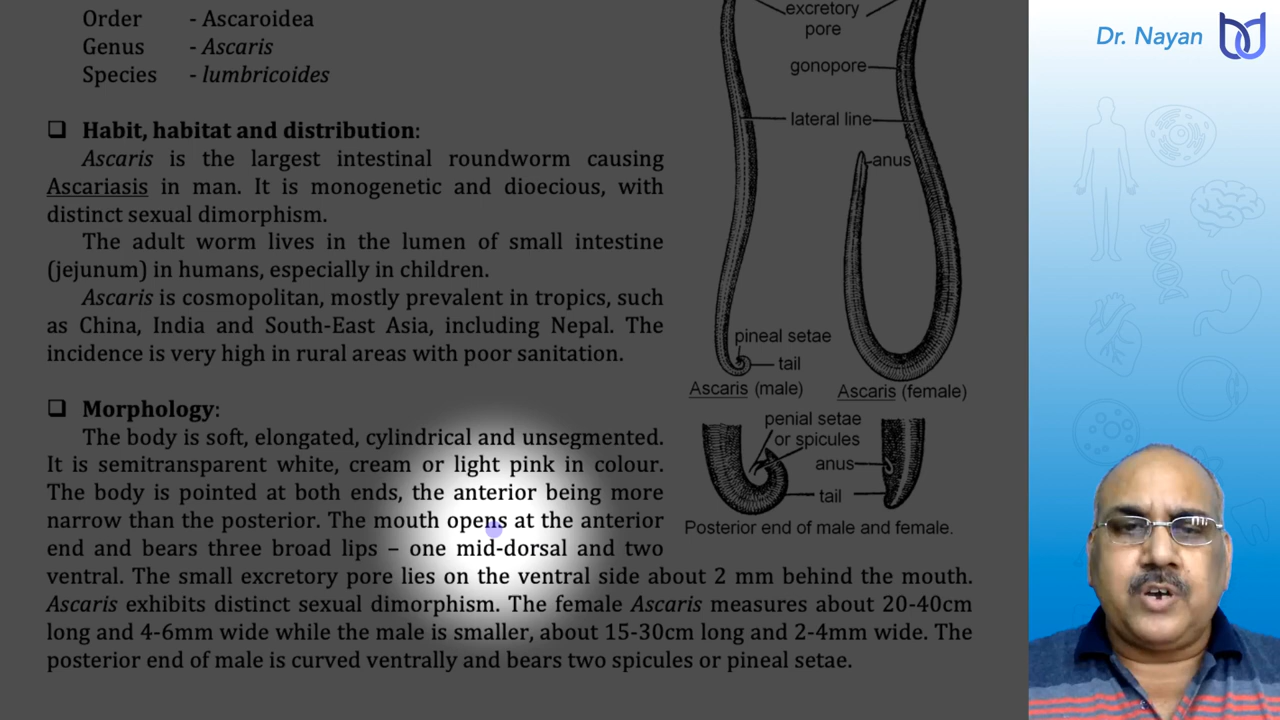 Order - Ascaroidea
Genus - Ascaris
Species - lumbricoides
❑ Habit, habitat and distribution:
Ascaris is the largest intestinal roundworm causing
Ascariasis in man. It is monogenetic and dioecious, with
distinct sexual dimorphism.
The adult worm lives in the lumen of small intestine
(jejunum) in humans, especially in children.
Ascaris is cosmopolitan, mostly prevalent in tropics, such
as China, India and South-East Asia, including Nepal. The
incidence is very high in rural areas with poor sanitation.
❑ Morphology:
The body is soft, elongated, cylindrical and unsegmented.
It is semitransparent white, cream or light pink in colour.
The body is pointed at both ends, the anterior being more
narrow than the posterior. The mouth opens at the anterior
end and bears three broad lips – one mid-dorsal and two
ventral. The small excretory pore lies on the ventral side about 2 mm behind the mouth.
Ascaris exhibits distinct sexual dimorphism. The female Ascaris measures about 20-40cm
long and 4-6mm wide while the male is smaller, about 15-30cm long and 2-4mm wide. The
posterior end of male is curved ventrally and bears two spicules or pineal setae.
excretory
pore
gonopore
lateral line
anus
pineal setae
tail
Ascaris (male)
Ascaris (female)
penial setae
or spicules
anus
tail
Posterior end of male and female.
Dr. Nayan